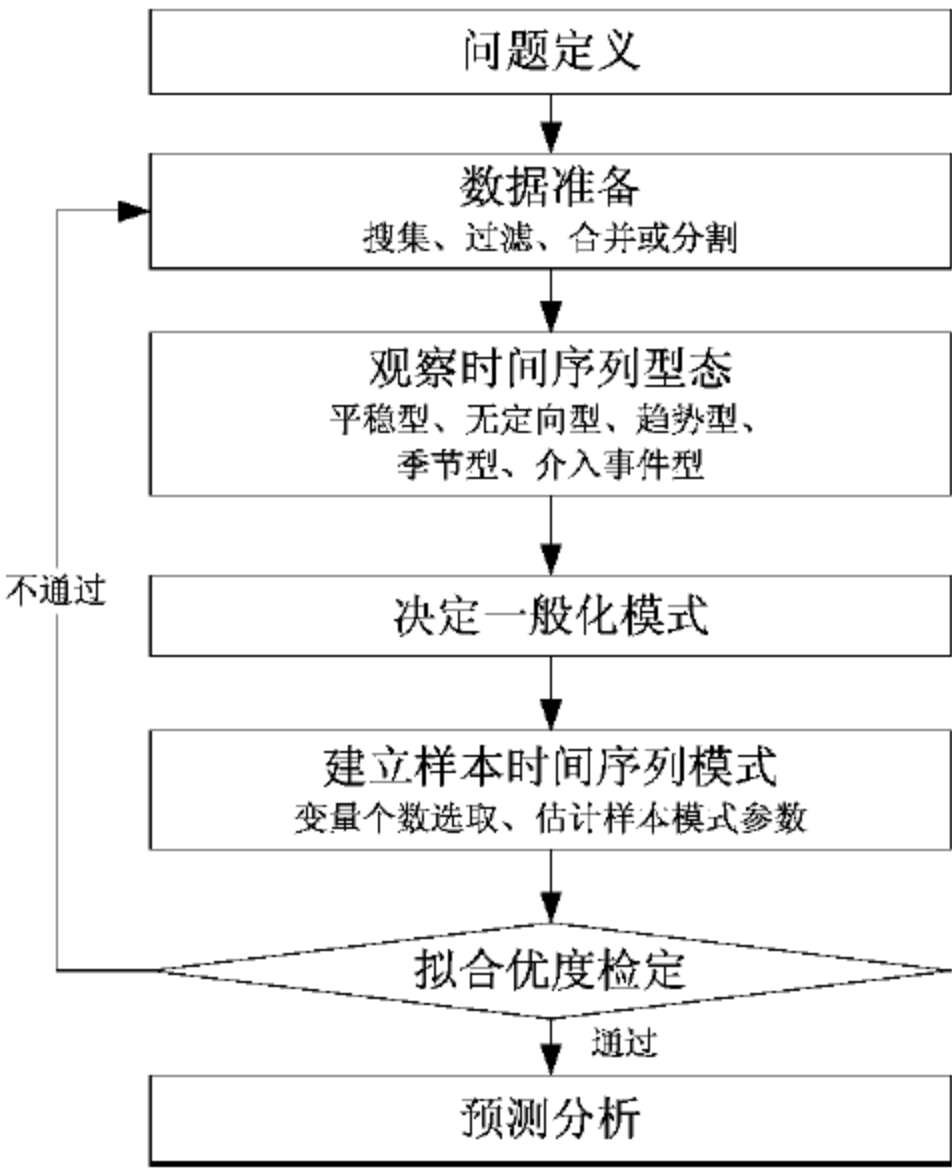 问题定义
数据准备
搜集、过滤、合并或分割
观察时间序列型态
平稳型、无定向型、趋势型、
季节型、介入事件型
不通过
决定一般化模式
建立样本时间序列模式
变量个数选取、估计样本模式参数
拟合优度检定
通过
预测分析